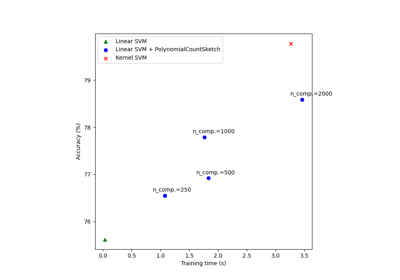 Linear SVM
Linear SVM + PolynomialCountSketch
Kernel SVM
n_comp.=2000
n_comp.=1000
n_comp.=500
n_comp.=250
79
78
77
76
Accuracy (%)
0.0 0.5 1.0 1.5 2.0 2.5 3.0 3.5
Training time (s)